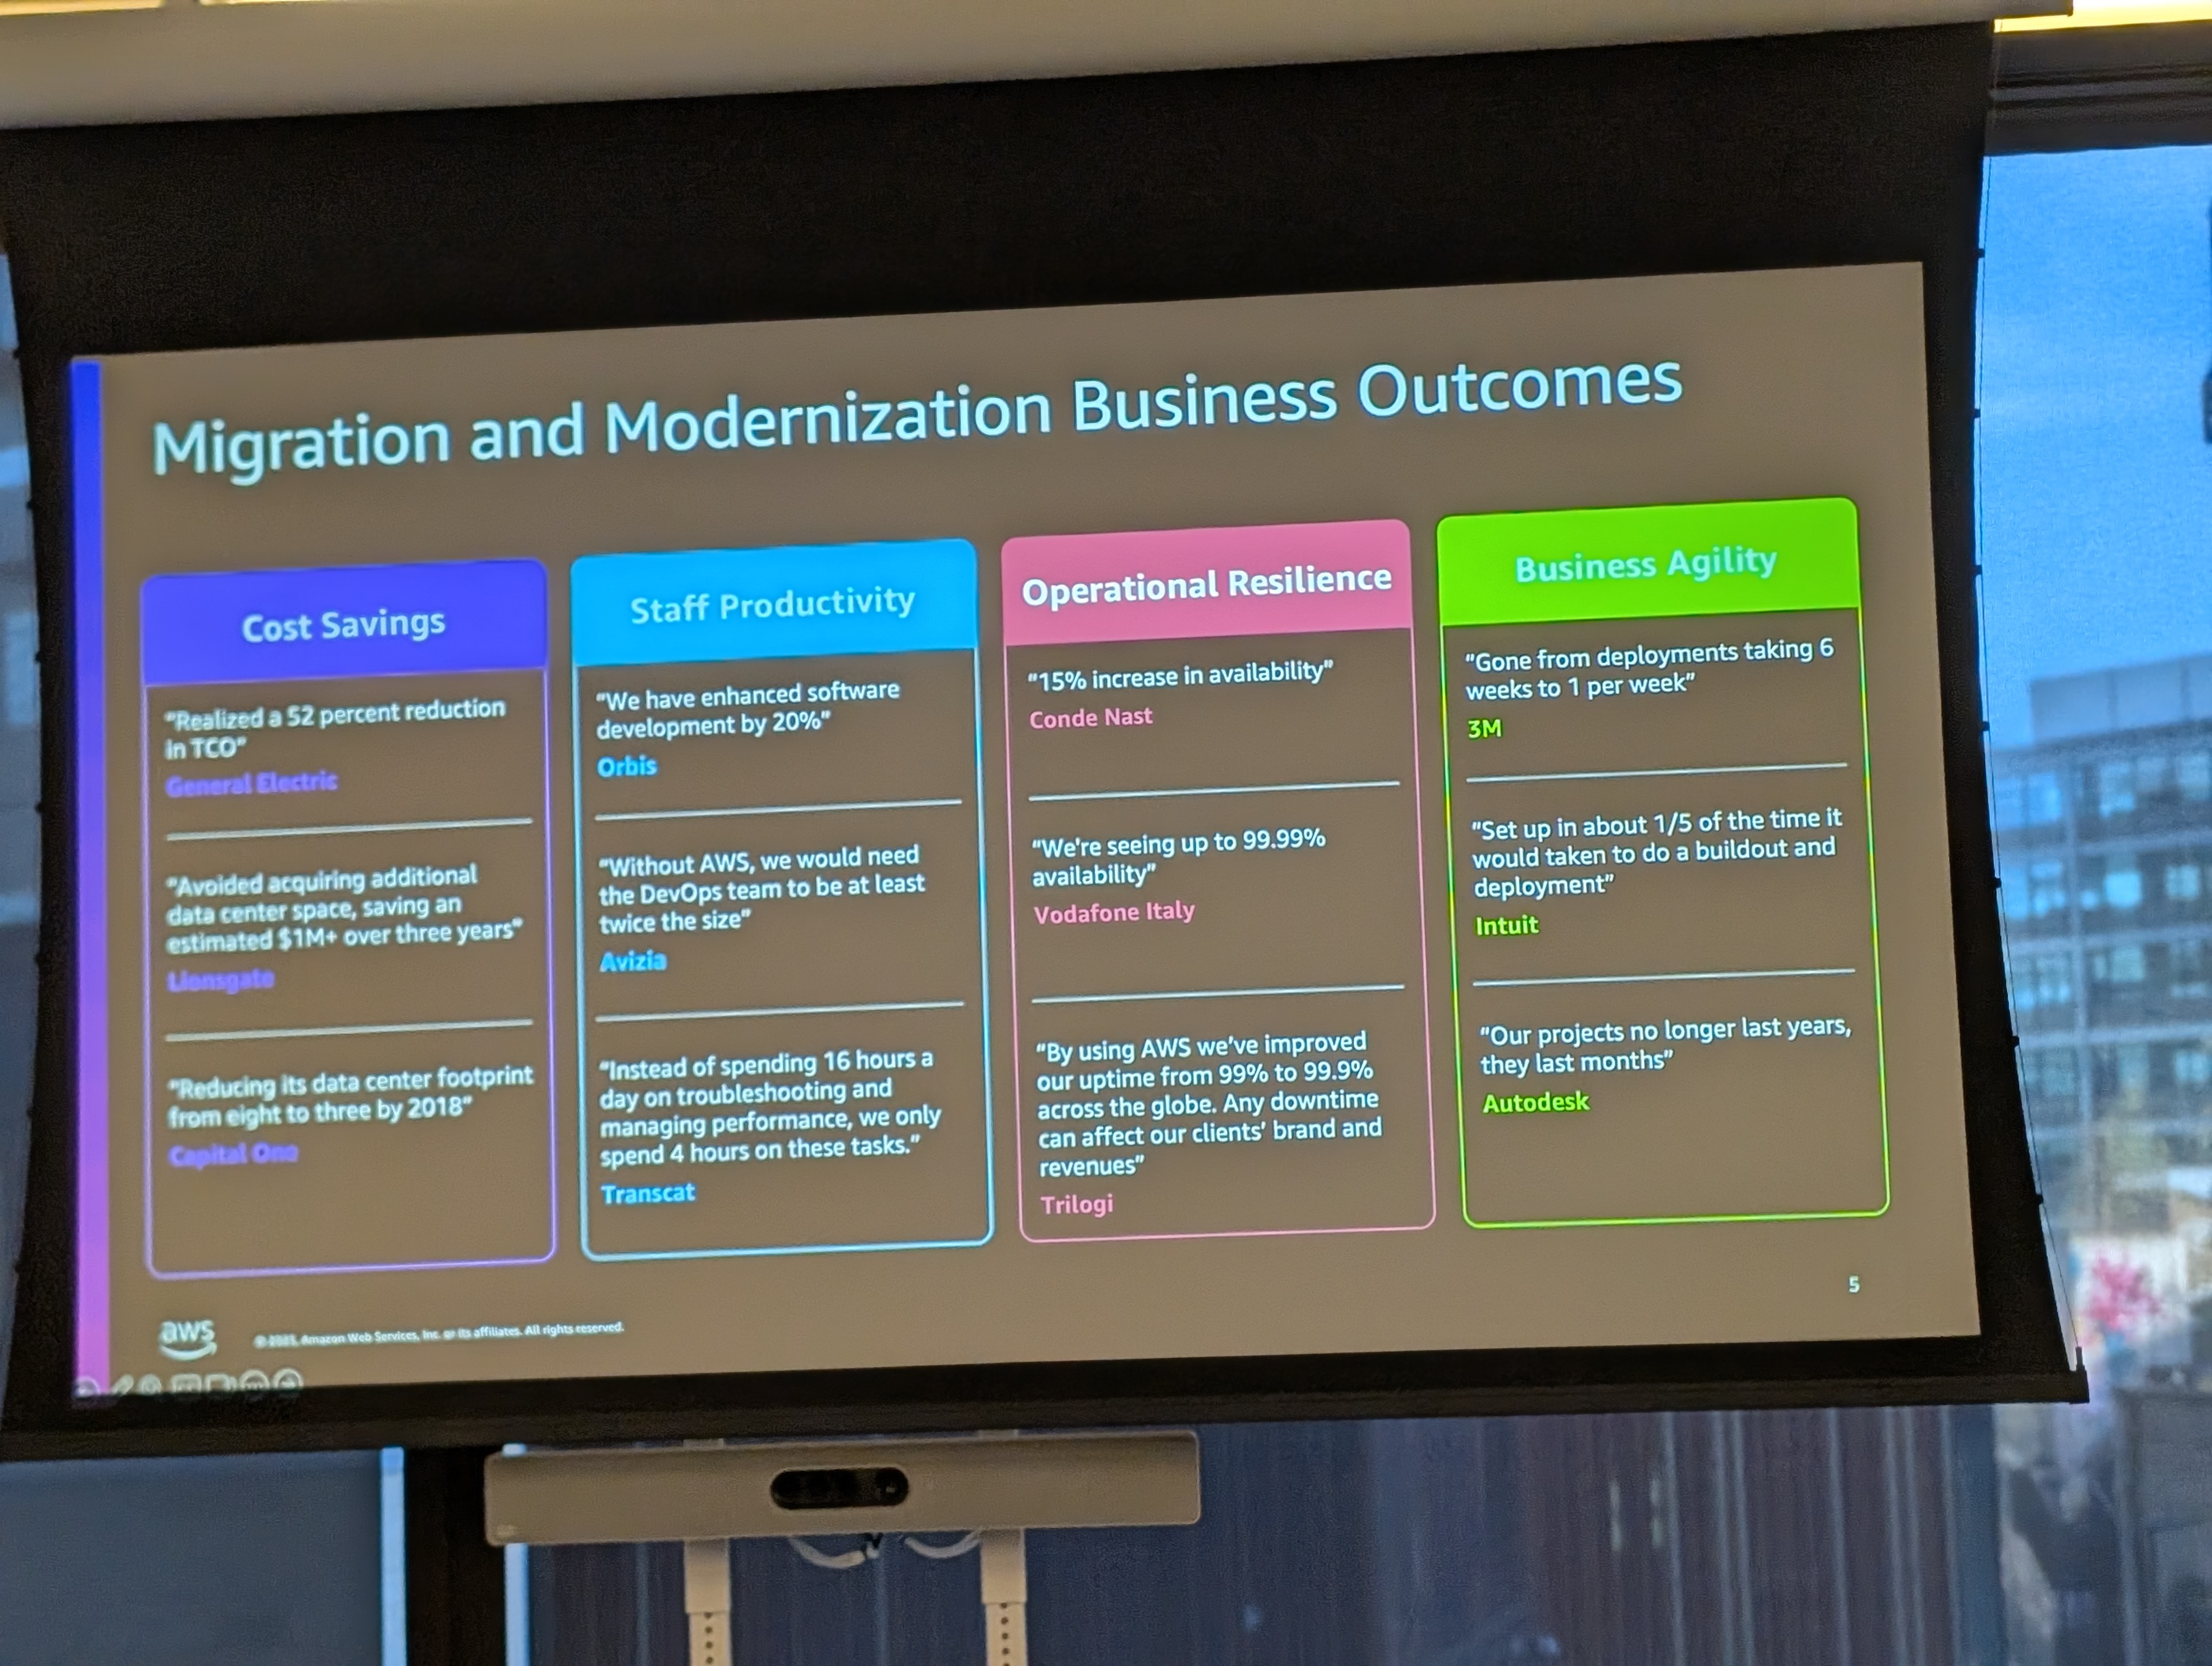 Migration and Modernization Business Outcomes
Cost Savings
"Realized a 52 percent reduction
in TCO"
General Electric
"Avoided acquiring additional
data center space, saving an
estimated $1M+ over three years"
Lionsgate
"Reducing its data center footprint
from eight to three by 2018"
Capital One
Staff Productivity
"We have enhanced software
development by 20%"
Orbis
"Without AWS, we would need
the DevOps team to be at least
twice the size"
Avizia
"Instead of spending 16 hours a
day on troubleshooting and
managing performance, we only
spend 4 hours on these tasks."
Transcat
Operational Resilience
"15% increase in availability"
Conde Nast
"We're seeing up to 99.99%
availability"
Vodafone Italy
"By using AWS we've improved
our uptime from 99% to 99.9%
across the globe. Any downtime
can affect our clients' brand and
revenues"
Trilogi
Business Agility
"Gone from deployments taking 6
weeks to 1 per week"
3M
"Set up in about 1/5 of the time it
would taken to do a buildout and
deployment"
Intuit
"Our projects no longer last years,
they last months"
Autodesk
5
aws
© Amazon Web Services, Inc. or its affiliates. All rights reserved.